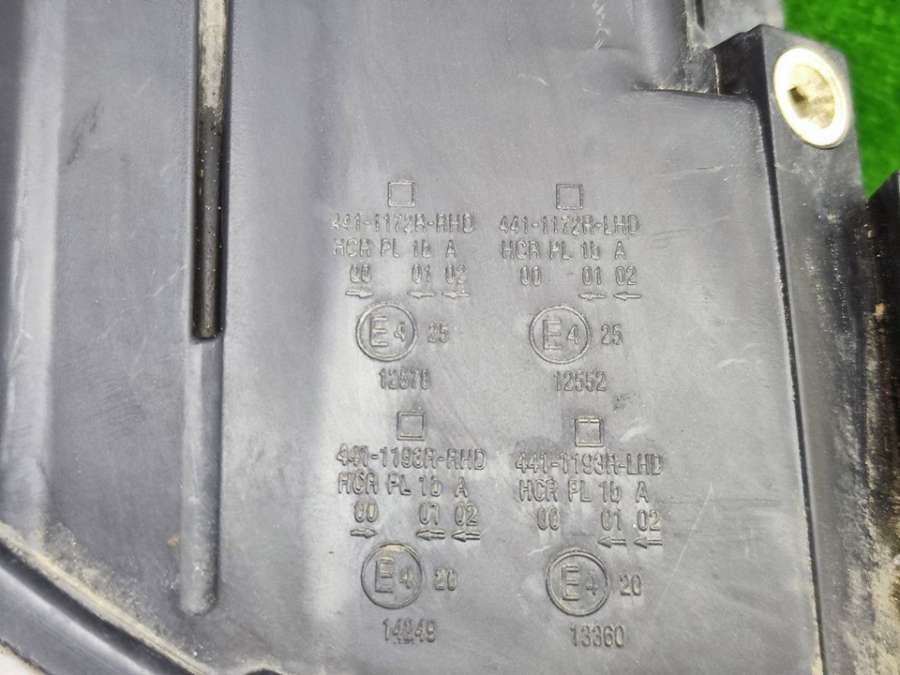 441-1172R-RHD
HCR PL 1b A
00 01 02
E4 25
441-1172R-LHD
HCR PL 1b A
00 01 02
E4 25
12552
441-1193R-RHD
HCR PL 1b A
00 01 02
E4 20
441-1193R-LHD
HCR PL 1b A
00 01 02
E4 20
13360